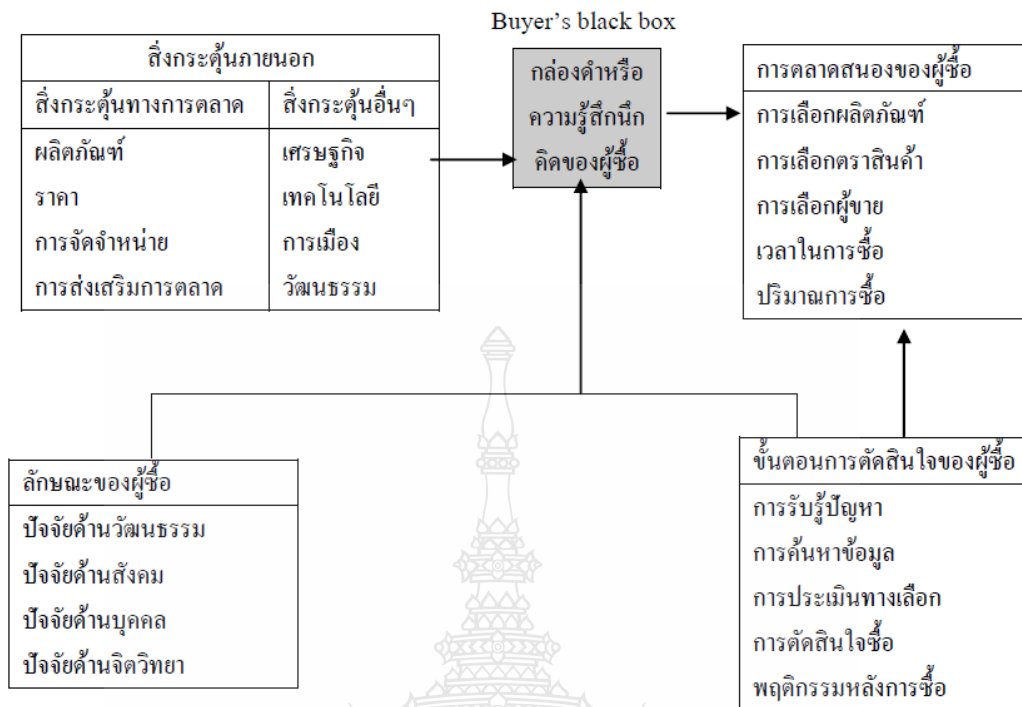 Buyer's black box
สิ่งกระตุ้นภายนอก
สิ่งกระตุ้นทางการตลาด
สิ่งกระตุ้นอื่นๆ
ผลิตภัณฑ์
เศรษฐกิจ
ราคา
เทคโนโลยี
การจัดจำหน่าย
การเมือง
การส่งเสริมการตลาด
วัฒนธรรม
กล่องดำหรือ
ความรู้สึกนึก
คิดของผู้ซื้อ
การตลาดสนองของผู้ซื้อ
การเลือกผลิตภัณฑ์
การเลือกตราสินค้า
การเลือกผู้ขาย
เวลาในการซื้อ
ปริมาณการซื้อ
ลักษณะของผู้ซื้อ
ปัจจัยด้านวัฒนธรรม
ปัจจัยด้านสังคม
ปัจจัยด้านบุคคล
ปัจจัยด้านจิตวิทยา
ขั้นตอนการตัดสินใจของผู้ซื้อ
การรับรู้ปัญหา
การค้นหาข้อมูล
การประเมินทางเลือก
การตัดสินใจซื้อ
พฤติกรรมหลังการซื้อ